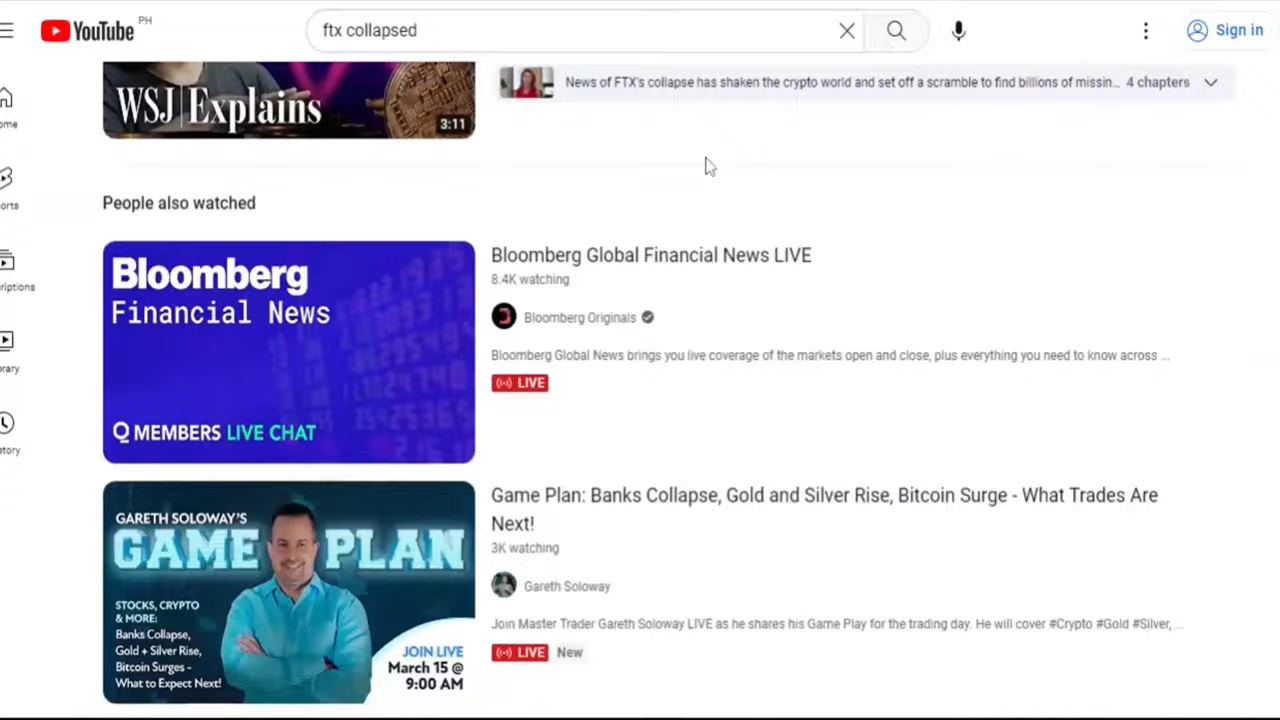 YouTube PH
ftx collapsed
Sign in
WSJ|Explains
3:11
News of FTX's collapse has shaken the crypto world and set off a scramble to find billions of missin...
4 chapters
ome
orts
criptions
rary
tory
People also watched
Bloomberg
Financial News
MEMBERS LIVE CHAT
Bloomberg Global Financial News LIVE
8.4K watching
Bloomberg Originals
Bloomberg Global News brings you live coverage of the markets open and close, plus everything you need to know across ...
LIVE
GARETH SOLOWAY'S
GAME PLAN
STOCKS, CRYPTO
& MORE:
Banks Collapse,
Gold + Silver Rise,
Bitcoin Surges -
What to Expect Next!
JOIN LIVE
March 15 @
9:00 AM
Game Plan: Banks Collapse, Gold and Silver Rise, Bitcoin Surge - What Trades Are
Next!
3K watching
Gareth Soloway
Join Master Trader Gareth Soloway LIVE as he shares his Game Play for the trading day. He will cover #Crypto #Gold #Silver, ...
LIVE
New